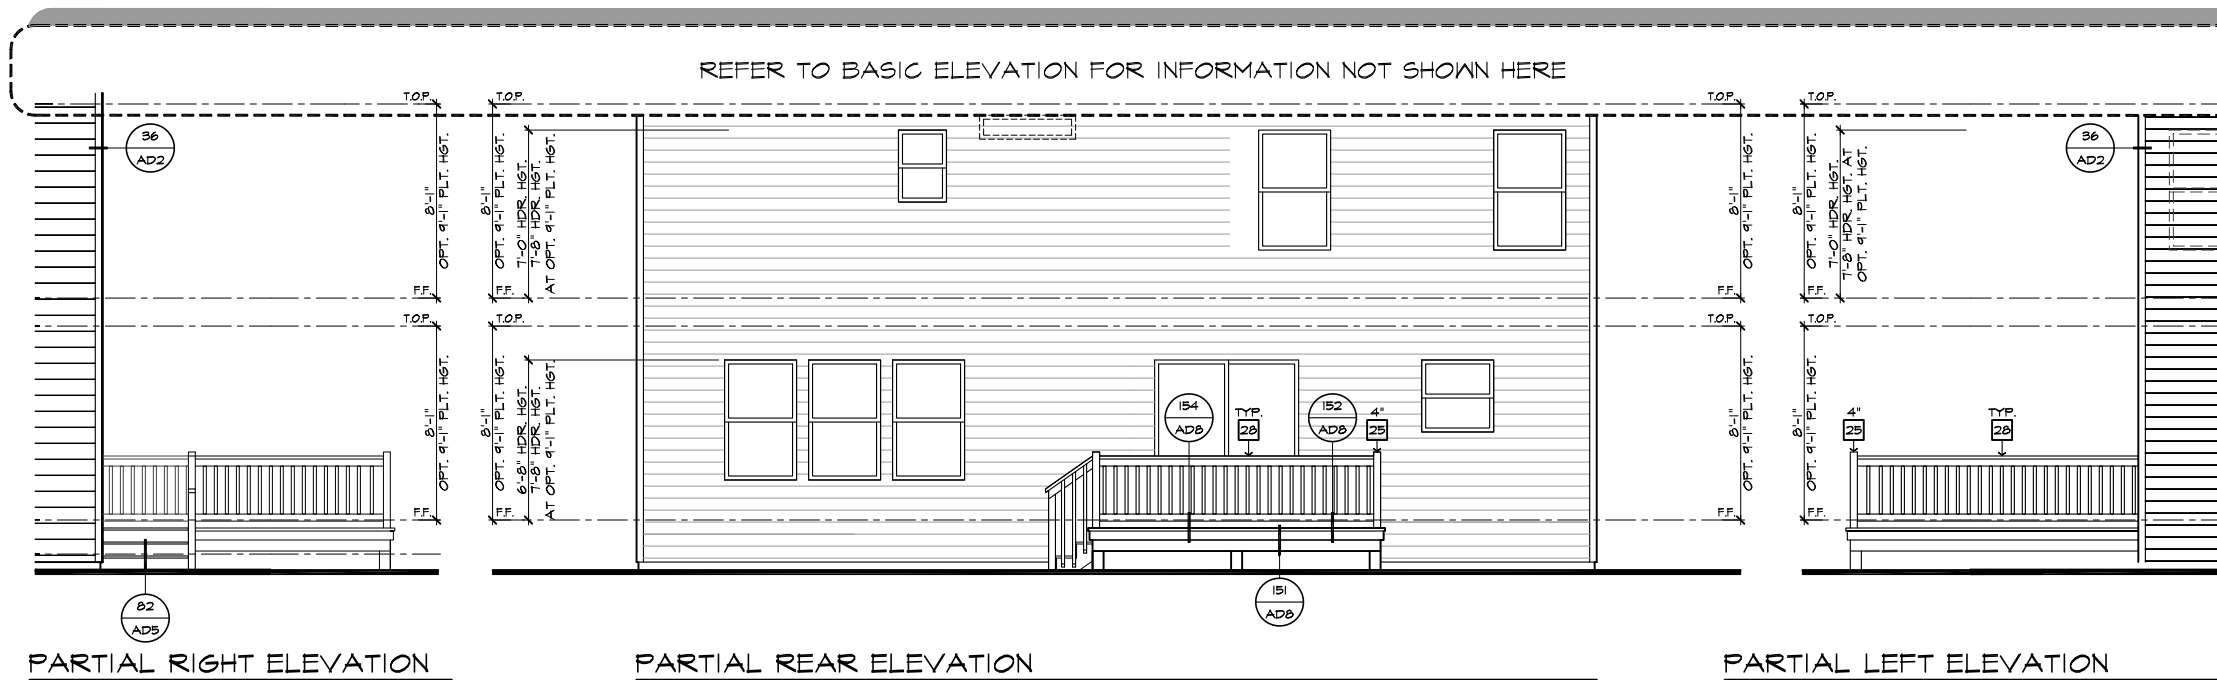 REFER TO BASIC ELEVATION FOR INFORMATION NOT SHOWN HERE
T.O.P.
36
AD2
8'-1"
OPT. 9'-1" PLT. HGT.
F.F.
T.O.P.
8'-1"
OPT. 9'-1" PLT. HGT.
F.F.
82
AD5
PARTIAL RIGHT ELEVATION
T.O.P.
8'-1"
OPT. 9'-1" PLT. HGT.
7'-0" HDR. HGT.
7'-8" HDR. HGT.
AT OPT. 9'-1" PLT. HGT.
F.F.
T.O.P.
8'-1"
OPT. 9'-1" PLT. HGT.
6'-8" HDR. HGT.
7'-8" HDR. HGT.
AT OPT. 9'-1" PLT. HGT.
F.F.
154
AD8
TYP.
28
152
AD8
4"
25
151
AD8
T.O.P.
8'-1"
OPT. 9'-1" PLT. HGT.
F.F.
T.O.P.
8'-1"
OPT. 9'-1" PLT. HGT.
F.F.
PARTIAL REAR ELEVATION
T.O.P.
8'-1"
OPT. 9'-1" PLT. HGT.
7'-0" HDR. HGT.
7'-8" HDR. HGT. AT
OPT. 9'-1" PLT. HGT.
36
AD2
F.F.
T.O.P.
8'-1"
OPT. 9'-1" PLT. HGT.
4"
25
TYP.
28
F.F.
PARTIAL LEFT ELEVATION